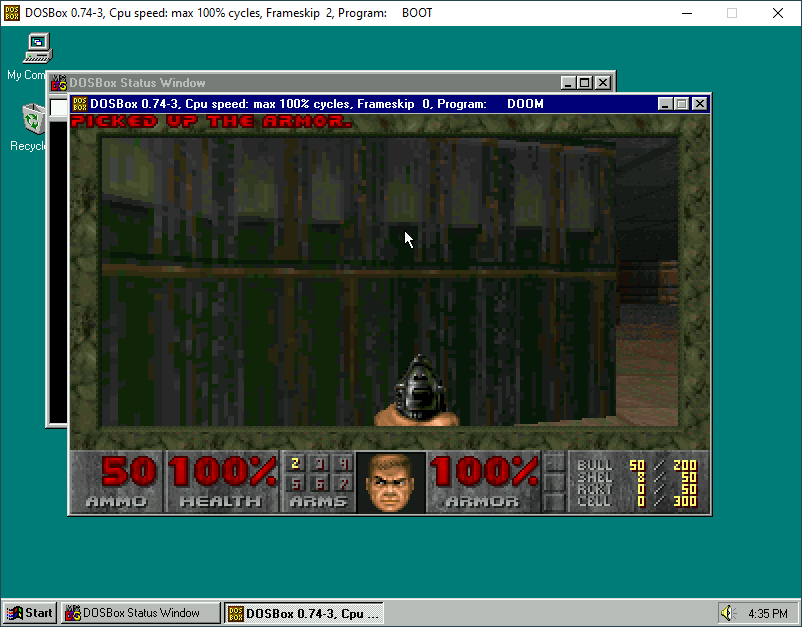 DOSBox 0.74-3, Cpu speed: max 100% cycles, Frameskip 2, Program: BOOT
My Com
Recycle
DOSBox Status Window
DOSBox 0.74-3, Cpu speed: max 100% cycles, Frameskip 0, Program: DOOM
PICKED UP THE ARMOR.
50 100% 2 3 4 100%
5 6 7
AMMO HEALTH ARMS ARMOR
BULL 50 / 200
SHEL 8 / 50
RCKT 0 / 50
CELL 0 / 300
Start DOSBox Status Window DOSBox 0.74-3, Cpu ... 4:35 PM